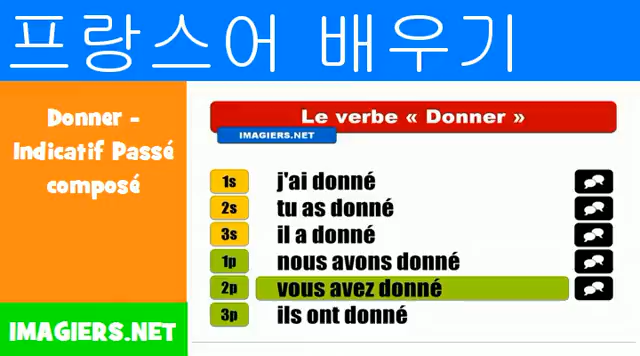 프랑스어 배우기
Donner -
Indicatif Passé
composé
IMAGIERS.NET
Le verbe « Donner »
IMAGIERS.NET
1s j'ai donné
2s tu as donné
3s il a donné
1p nous avons donné
2p vous avez donné
3p ils ont donné